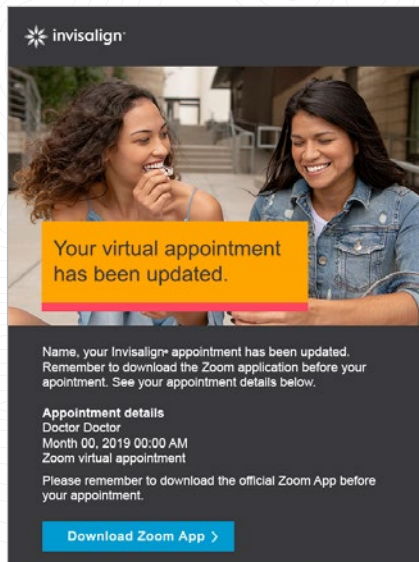 invisalign
Your virtual appointment
has been updated.
Name, your Invisalign® appointment has been updated.
Remember to download the Zoom application before your
apointment. See your appointment details below.
Appointment details
Doctor Doctor
Month 00, 2019 00:00 AM
Zoom virtual appointment
Please remember to download the official Zoom App before
your appointment.
Download Zoom App >